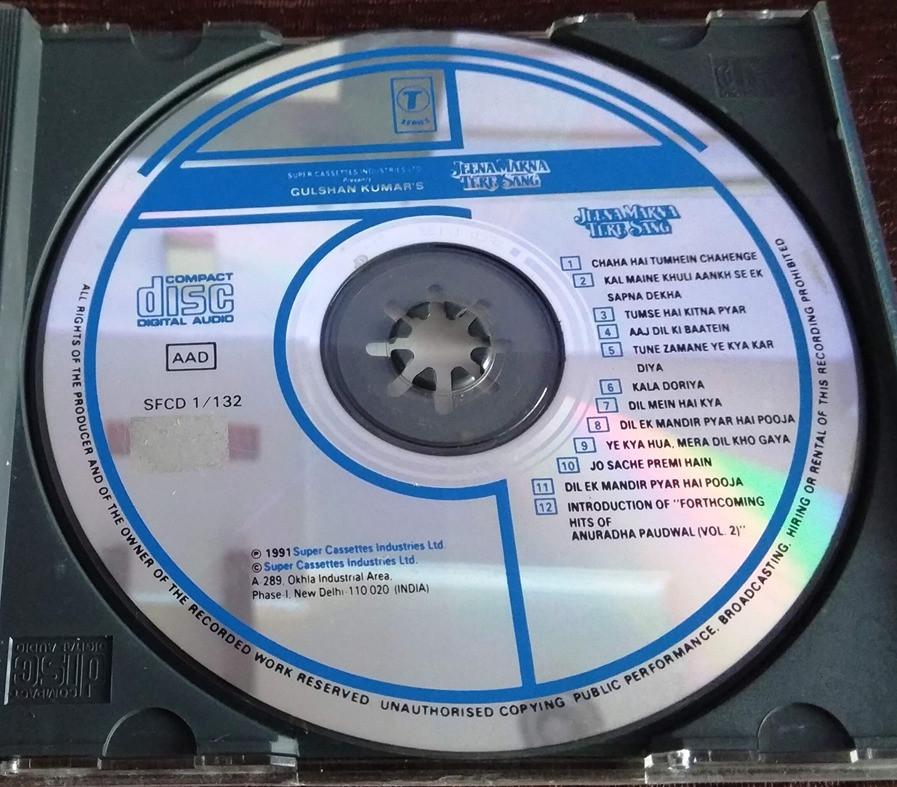 T
SERIES
SUPER CASSETTES INDUSTRIES LTD
Presents
GULSHAN KUMAR'S
JEENA MARNA
TERE SANG
JEENA MARNA
TERE SANG
1 CHAHA HAI TUMHEIN CHAHENGE
2 KAL MAINE KHULI AANKH SE EK
SAPNA DEKHA
3 TUMSE HAI KITNA PYAR
4 AAJ DIL KI BAATEIN
5 TUNE ZAMANE YE KYA KAR
DIYA
6 KALA DORIYA
7 DIL MEIN HAI KYA
8 DIL EK MANDIR PYAR HAI POOJA
9 YE KYA HUA, MERA DIL KHO GAYA
10 JO SACHE PREMI HAIN
11 DIL EK MANDIR PYAR HAI POOJA
12 INTRODUCTION OF "FORTHCOMING
HITS OF
ANURADHA PAUDWAL (VOL. 2)"
COMPACT
disc
DIGITAL AUDIO
AAD
SFCD 1/132
℗ 1991 Super Cassettes Industries Ltd.
© Super Cassettes Industries Ltd.
A 289, Okhla Industrial Area,
Phase-I, New Delhi-110 020 (INDIA)
ALL RIGHTS OF THE PRODUCER AND OF THE OWNER OF THE RECORDED WORK RESERVED UNAUTHORISED COPYING PUBLIC PERFORMANCE. BROADCASTING. HIRING OR RENTAL OF THIS RECORDING PROHIBITED
COMPACT
disc
DIGITAL AUDIO